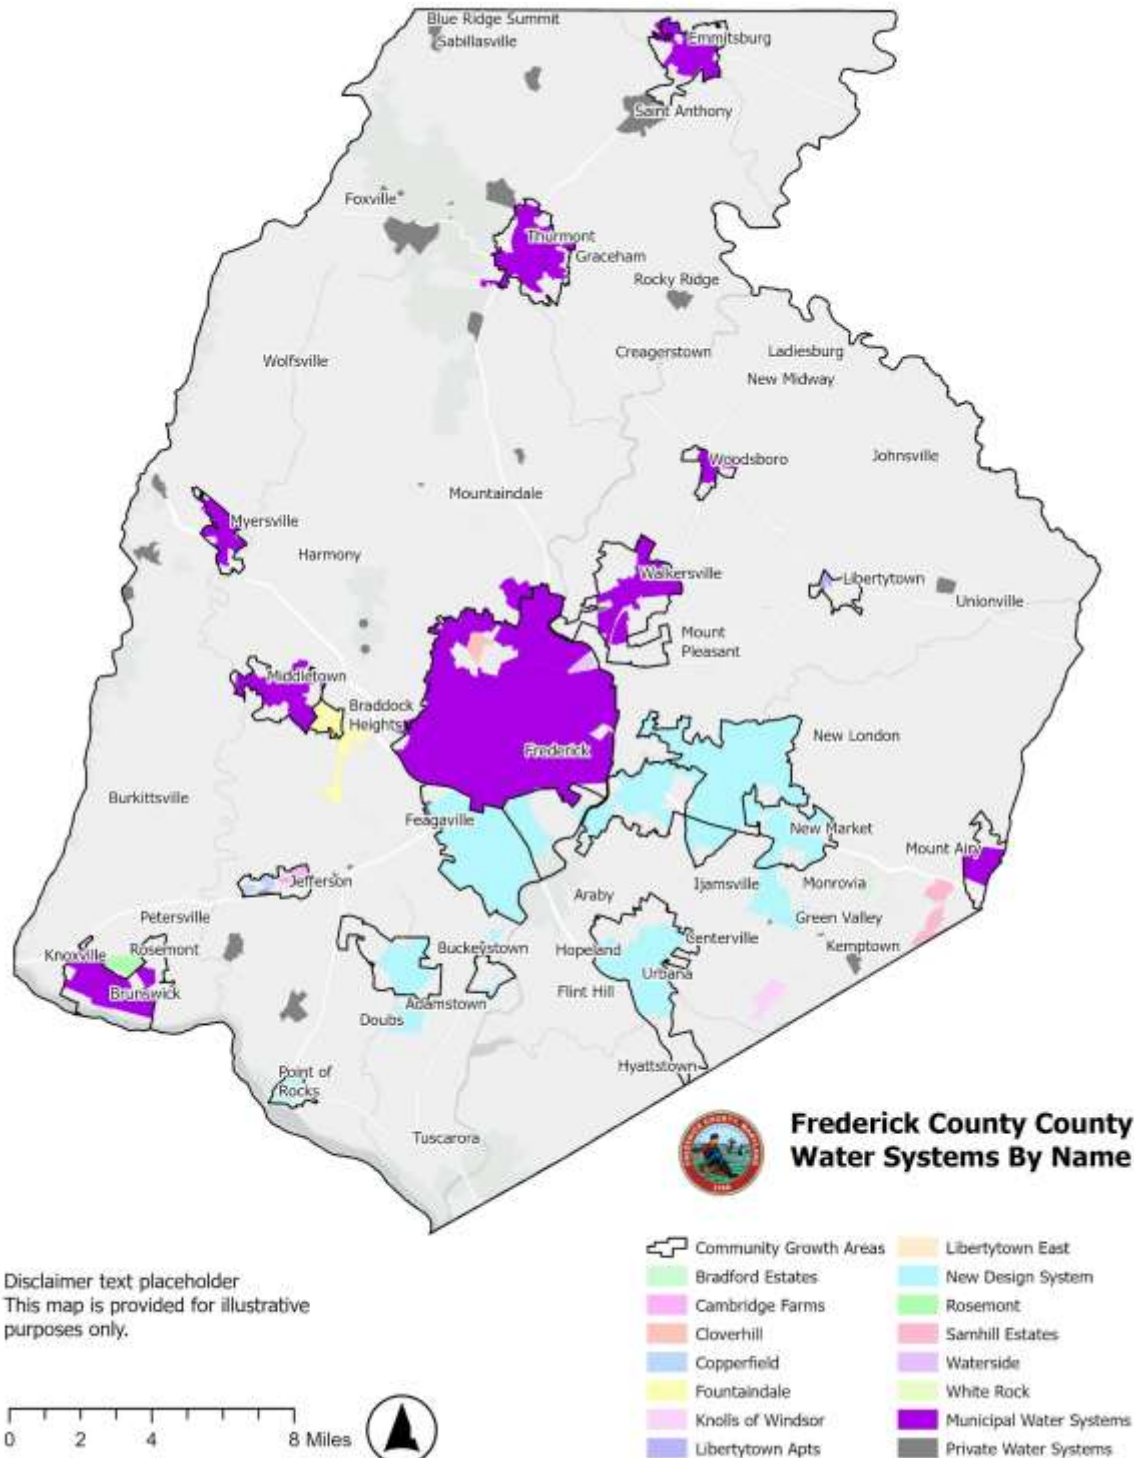 Blue Ridge Summit
Sabillasville
Emmitsburg
Saint Anthony
Foxville
Thurmont
Graceham
Rocky Ridge
Creagerstown
Ladiesburg
Wolfsville
New Midway
Woodsboro
Johnsville
Mountaindale
Myersville
Harmony
Walkersville
Libertytown
Unionville
Mount
Pleasant
Middletown
Braddock
Heights
Frederick
New London
Burkittsville
Feagaville
New Market
Mount Airy
Jefferson
Araby
Ijamsville
Monrovia
Petersville
Green Valley
Knoxville
Rosemont
Buckeystown
Hopeland
Centerville
Kemptown
Urbana
Brunswick
Adamstown
Flint Hill
Doubs
Point of
Rocks
Hyattstown
Tuscarora
Frederick County County
Water Systems By Name
Community Growth Areas
Bradford Estates
Cambridge Farms
Cloverhill
Copperfield
Fountaindale
Knolls of Windsor
Libertytown Apts
Libertytown East
New Design System
Rosemont
Samhill Estates
Waterside
White Rock
Municipal Water Systems
Private Water Systems
Disclaimer text placeholder
This map is provided for illustrative
purposes only.
0 2 4 8 Miles